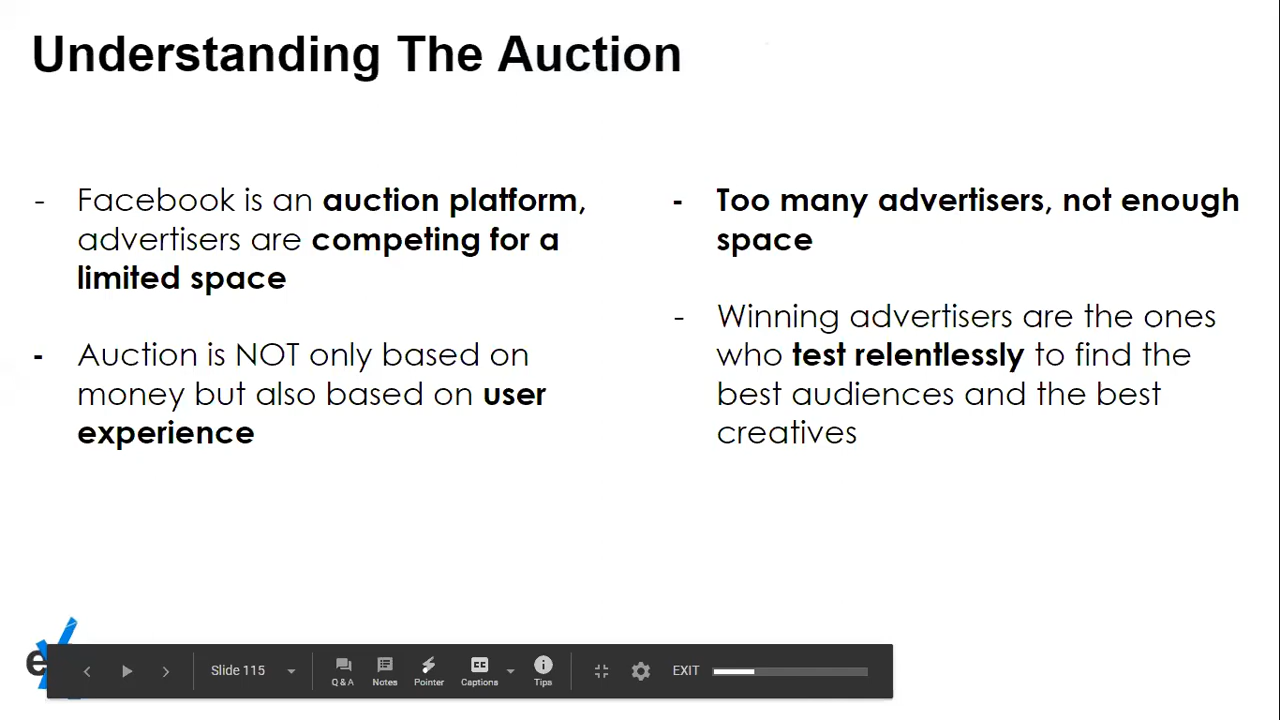 Understanding The Auction
- Facebook is an auction platform,
advertisers are competing for a
limited space
- Auction is NOT only based on
money but also based on user
experience
- Too many advertisers, not enough
space
- Winning advertisers are the ones
who test relentlessly to find the
best audiences and the best
creatives
e
Slide 115
Q & A
Notes
Pointer
CC
Captions
Tips
EXIT